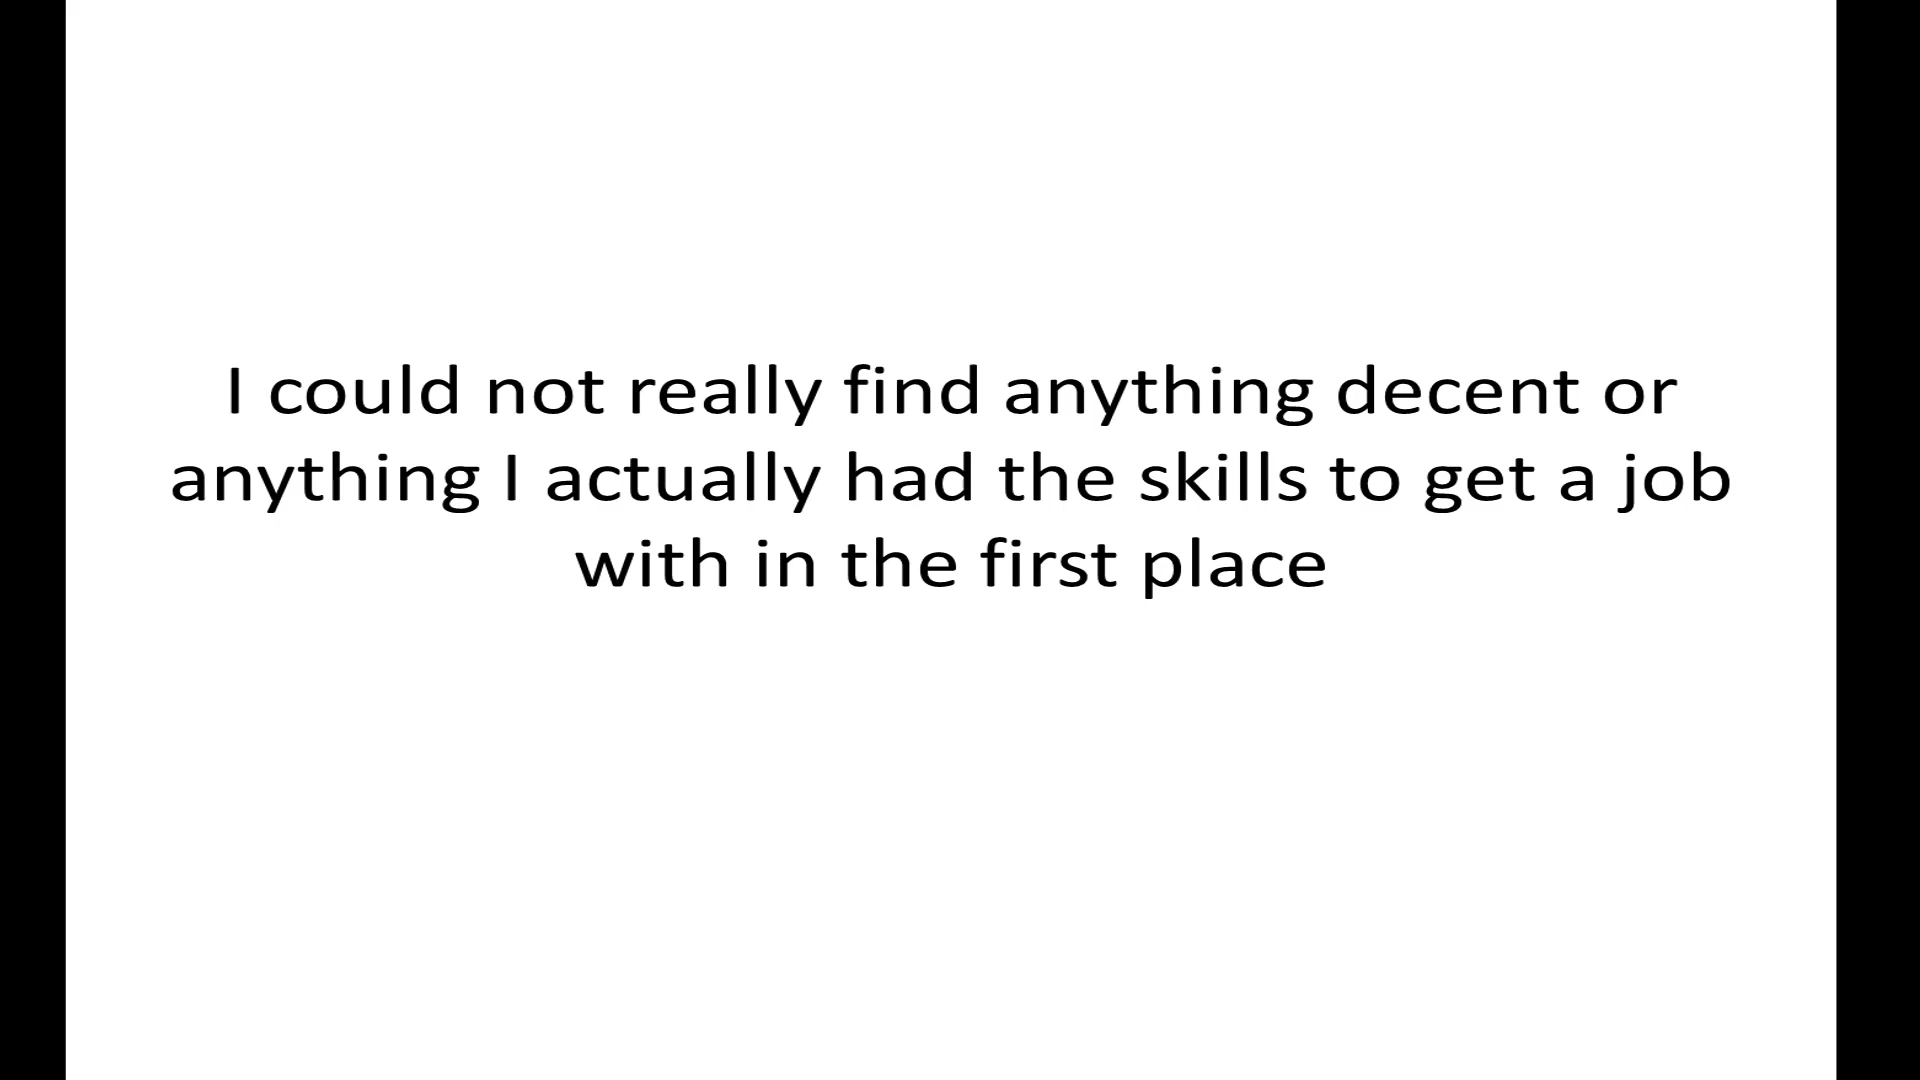 I could not really find anything decent or
anything I actually had the skills to get a job
with in the first place